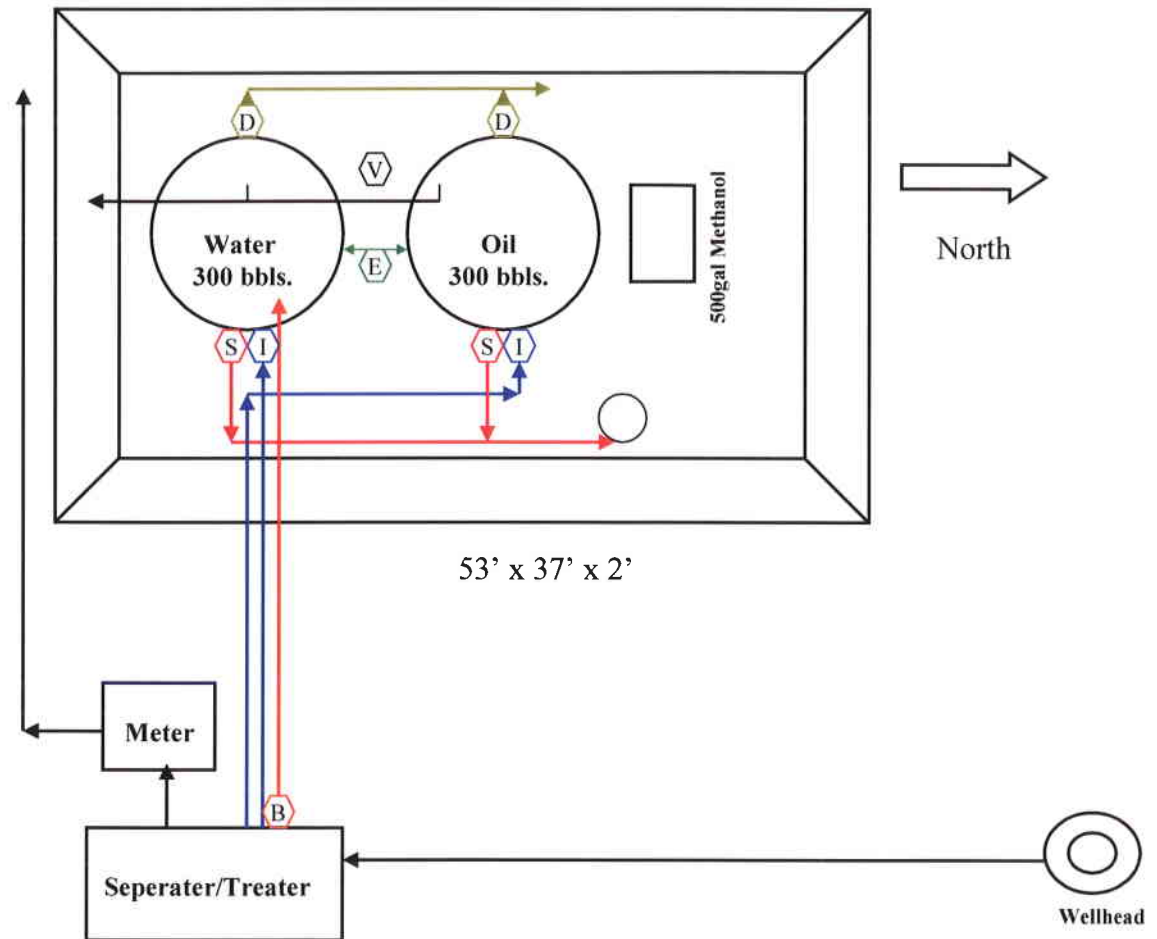 D
D
V
Water
300 bbls.
E
Oil
300 bbls.
500gal Methanol
North
S
I
S
I
53’ x 37’ x 2’
Meter
B
Seperater/Treater
Wellhead